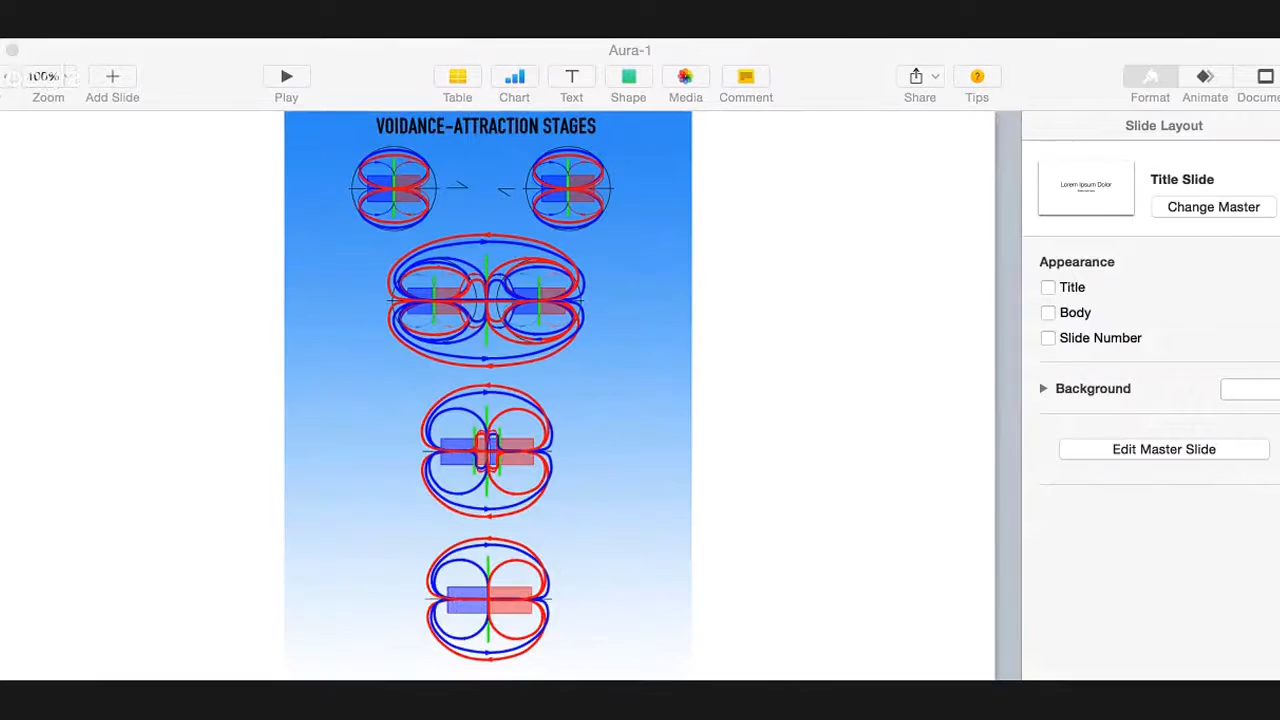 Aura-1
100%
Zoom
Add Slide
Play
Table
Chart
Text
Shape
Media
Comment
Share
Tips
Format
Animate
Docume
Slide Layout
VOIDANCE-ATTRACTION STAGES
Lorem Ipsum Dolor
Title Slide
Change Master
Appearance
Title
Body
Slide Number
Background
Edit Master Slide